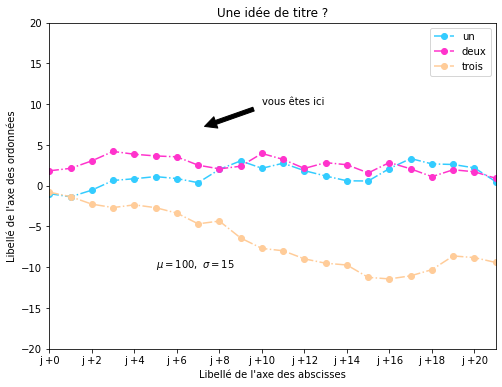 Une idée de titre ?
un
deux
trois
vous êtes ici
μ = 100, σ = 15
Libellé de l'axe des ordonnées
20
15
10
5
0
−5
−10
−15
−20
j +0 j +2 j +4 j +6 j +8 j +10 j +12 j +14 j +16 j +18 j +20
Libellé de l'axe des abscisses